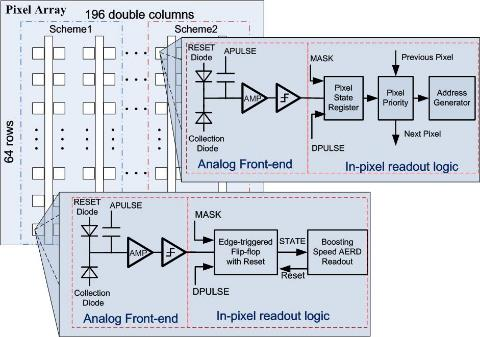 Pixel Array
196 double columns
Scheme1
Scheme2
64 rows
RESET
Diode
APULSE
AMP
Collection
Diode
Analog Front-end
MASK
DPULSE
Pixel
State
Register
Previous Pixel
Pixel
Priority
Next Pixel
Address
Generator
In-pixel readout logic
RESET
Diode
APULSE
AMP
Collection
Diode
Analog Front-end
MASK
DPULSE
Edge-triggered
Flip-flop
with Reset
STATE
Reset
Boosting
Speed AERD
Readout
In-pixel readout logic